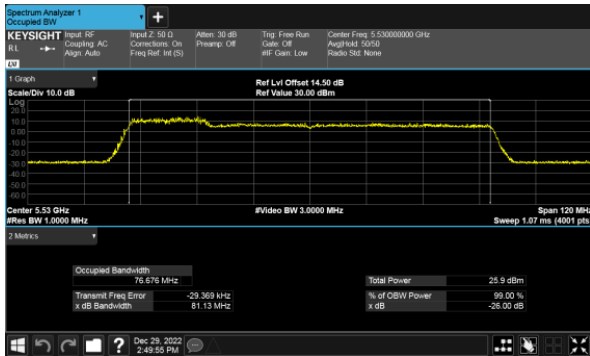 Spectrum Analyzer 1
Occupied BW
+
KEYSIGHT
Input: RF
Input Z: 50 Ω
Atten: 30 dB
Trig: Free Run
Center Freq: 5.530000000 GHz
RL
Coupling: AC
Corrections: On
Preamp: Off
Gate: Off
Avg|Hold: 50/50
Align: Auto
Freq Ref: Int (S)
#IF Gain: Low
Radio Std: None
1 Graph
Ref Lvl Offset 14.50 dB
Scale/Div 10.0 dB
Ref Value 30.00 dBm
Log
20.0
10.0
0.00
-10.0
-20.0
-30.0
-40.0
-50.0
-60.0
Center 5.53 GHz
#Video BW 3.0000 MHz
Span 120 MHz
#Res BW 1.0000 MHz
Sweep 1.07 ms (4001 pts)
2 Metrics
Occupied Bandwidth
76.676 MHz
Total Power
25.9 dBm
Transmit Freq Error
-29.369 kHz
% of OBW Power
99.00 %
x dB Bandwidth
81.13 MHz
x dB
-26.00 dB
?
Dec 29, 2022
2:49:55 PM